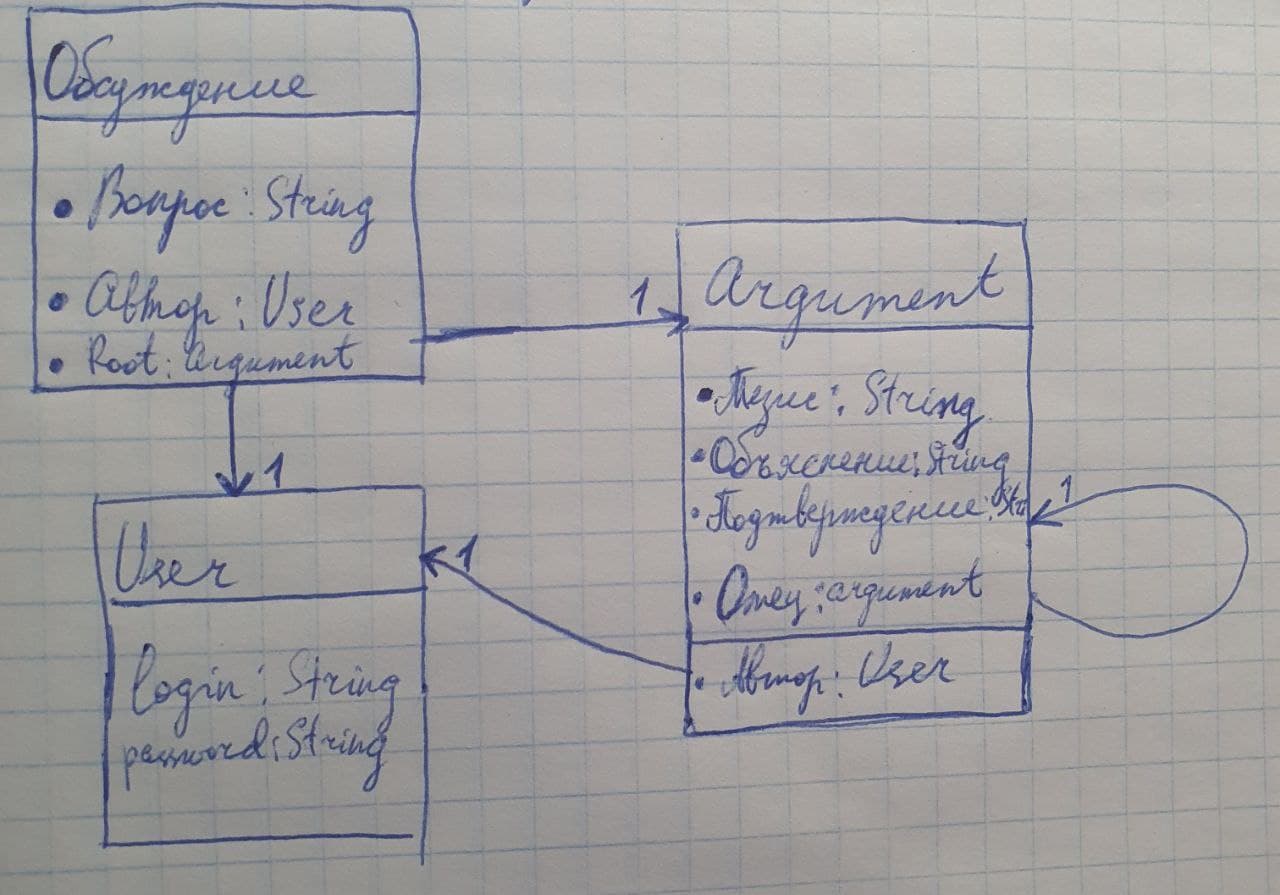 Обсуждение
• Вопрос: String
• Автор: User
• Root: argument
1
1
User
login: String
password: String
Argument
• Тезис: String
• Объяснение: String
• Подтверждение: Str
• Отец: argument
• Автор: User
1
1